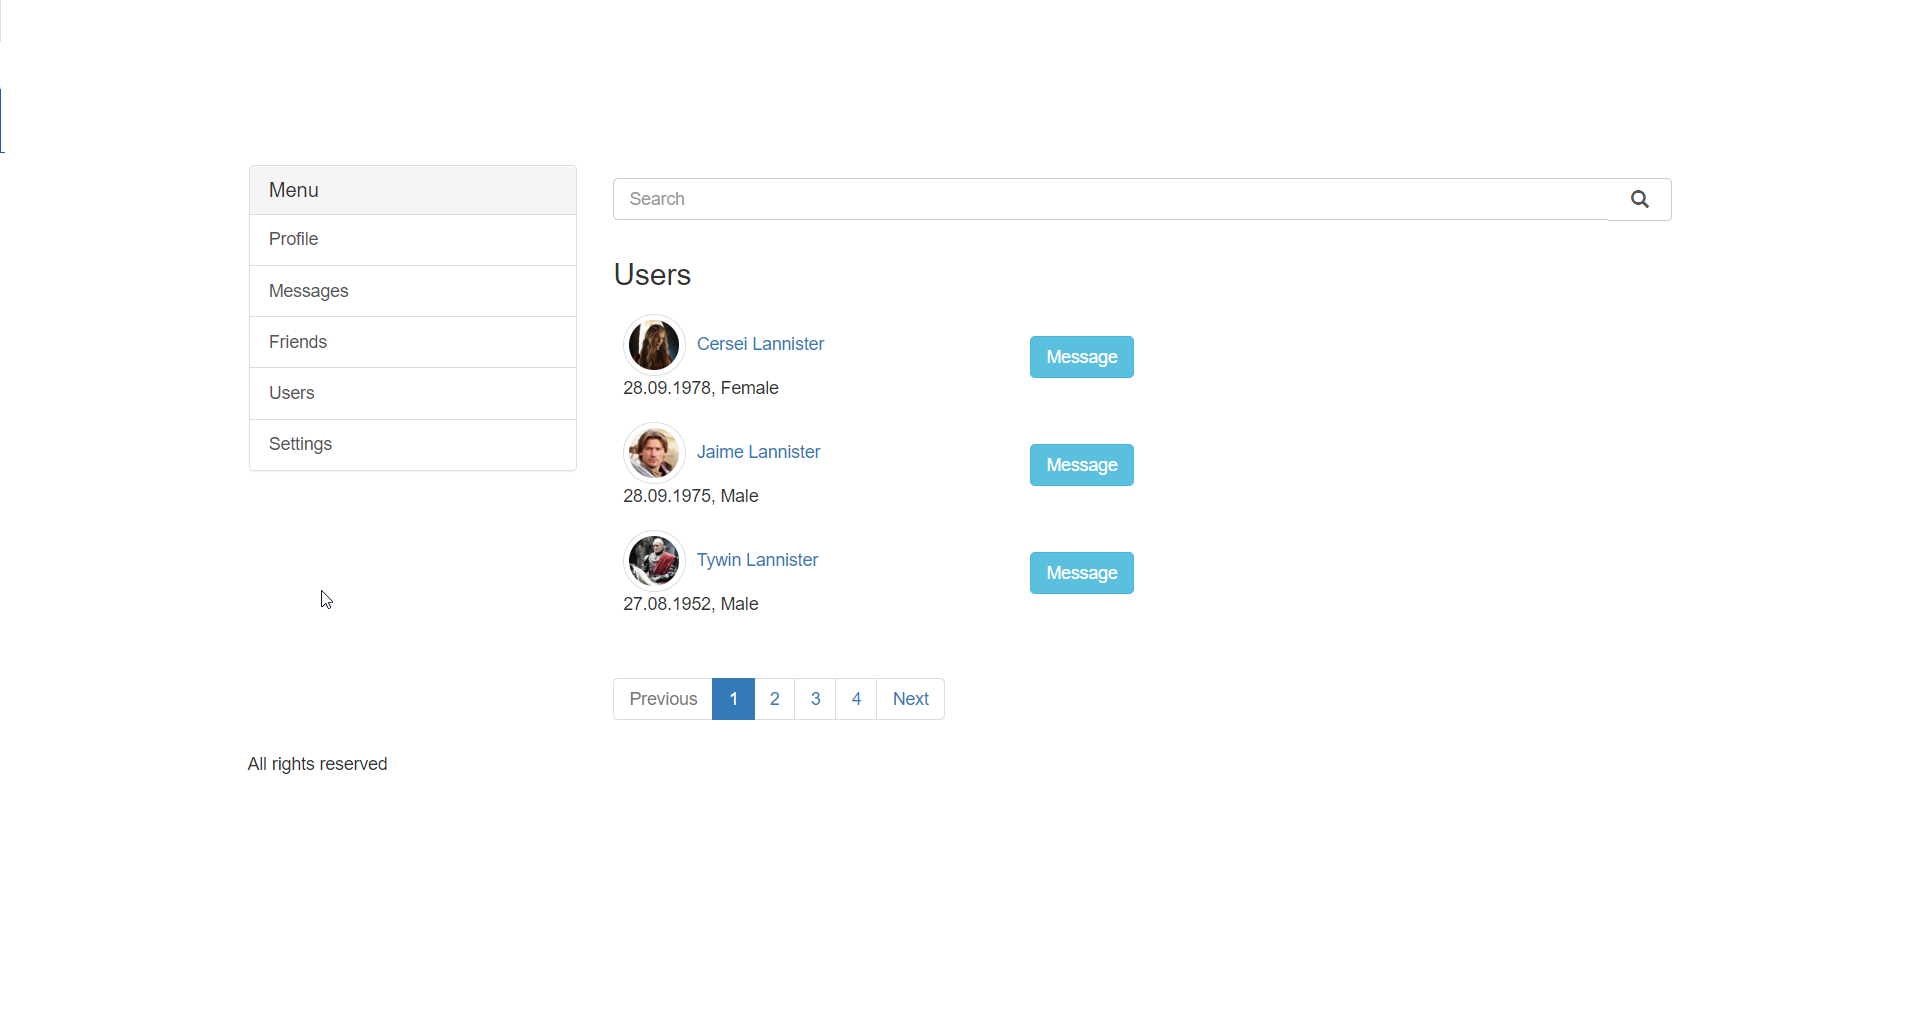 Menu
Profile
Messages
Friends
Users
Settings
Search
Users
Cersei Lannister
Message
28.09.1978, Female
Jaime Lannister
Message
28.09.1975, Male
Tywin Lannister
Message
27.08.1952, Male
Previous 1 2 3 4 Next
All rights reserved